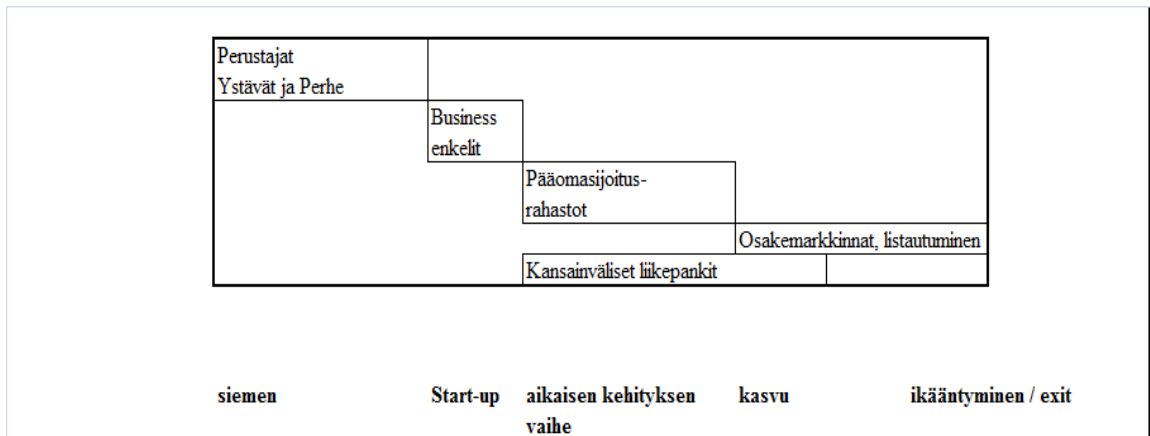 Perustajat
Ystävät ja Perhe
Business
enkelit
Pääomasijoitus-
rahastot
Osakemarkkinnat, listautuminen
Kansainväliset liikepankit
siemen Start-up aikaisen kehityksen kasvu ikääntyminen / exit
vaihe